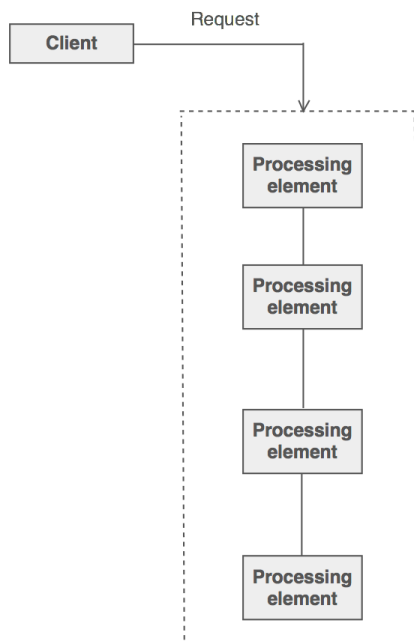 Request
Client
Processing
element
Processing
element
Processing
element
Processing
element